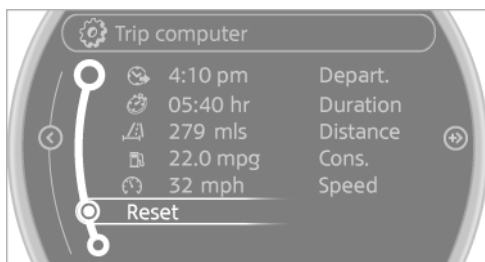 Trip computer
4:10 pm Depart.
05:40 hr Duration
279 mls Distance
22.0 mpg Cons.
32 mph Speed
Reset